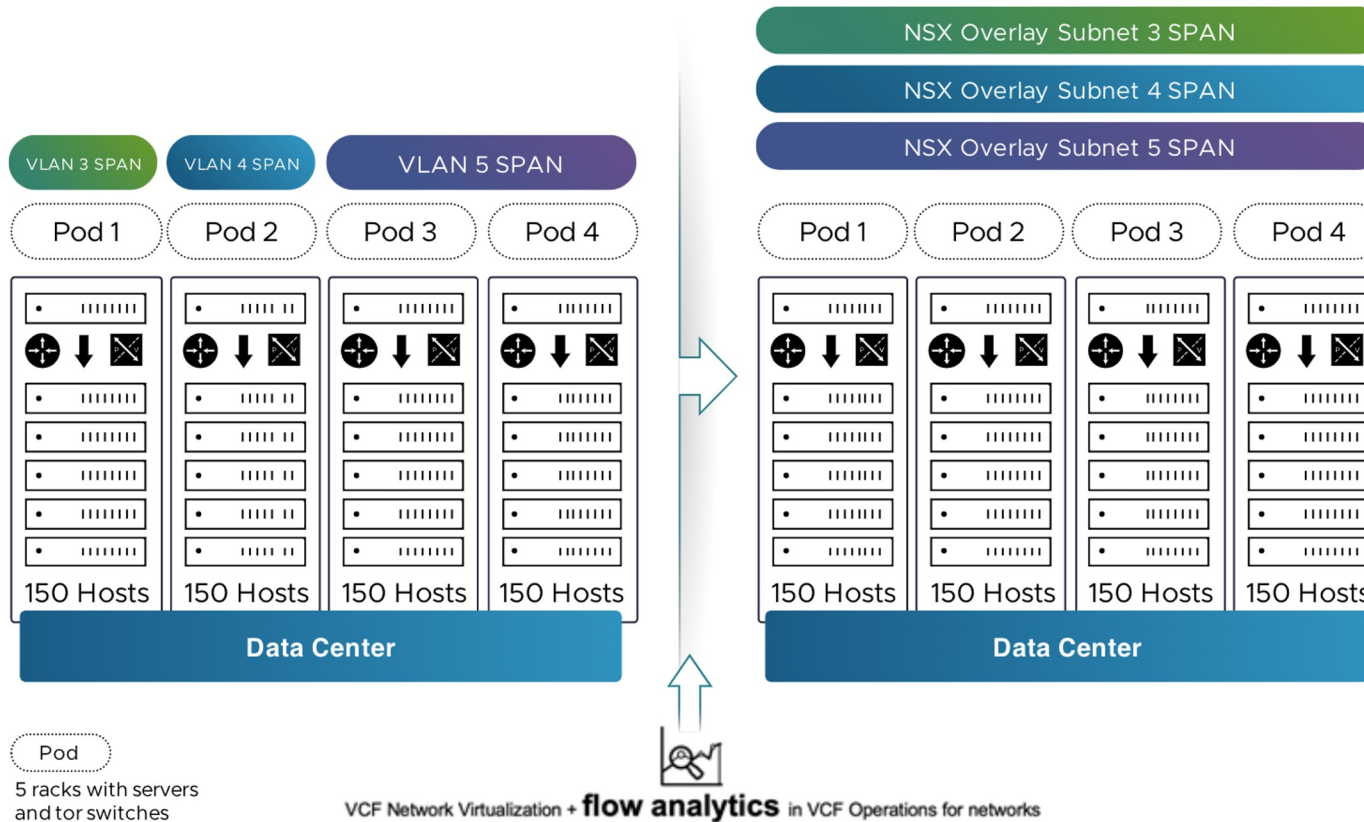 VLAN 3 SPAN
VLAN 4 SPAN
VLAN 5 SPAN
Pod 1
Pod 2
Pod 3
Pod 4
150 Hosts
150 Hosts
150 Hosts
150 Hosts
Data Center
Pod
5 racks with servers
and tor switches
NSX Overlay Subnet 3 SPAN
NSX Overlay Subnet 4 SPAN
NSX Overlay Subnet 5 SPAN
Pod 1
Pod 2
Pod 3
Pod 4
150 Hosts
150 Hosts
150 Hosts
150 Hosts
Data Center
VCF Network Virtualization + flow analytics in VCF Operations for networks